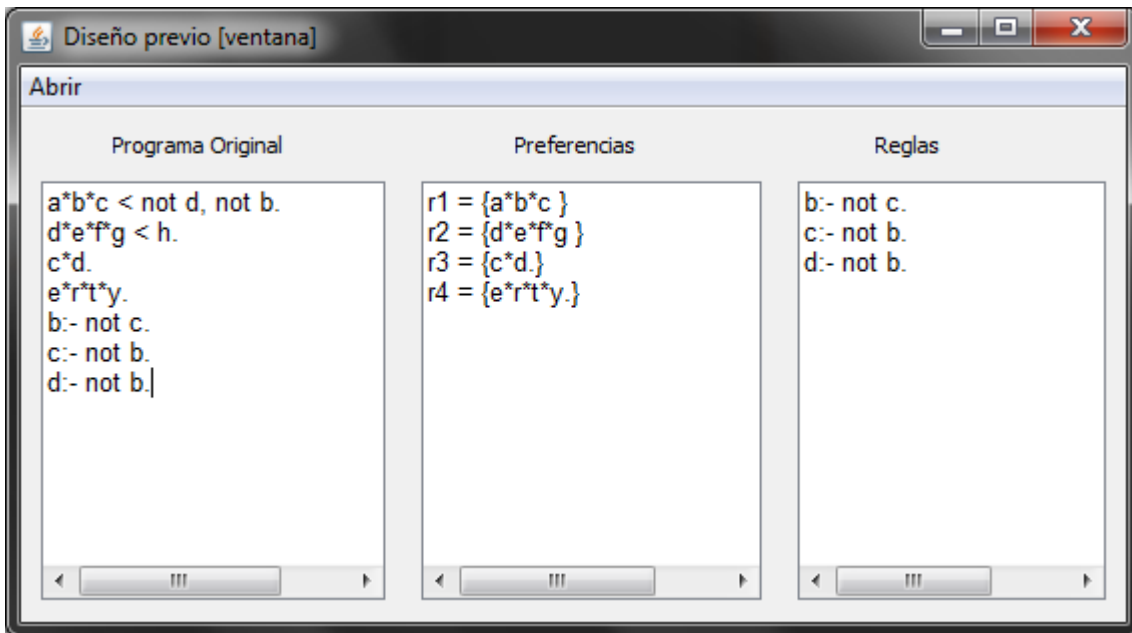 Diseño previo [ventana]
Abrir
Programa Original
a*b*c < not d, not b.
d*e*f*g < h.
c*d.
e*r*t*y.
b:- not c.
c:- not b.
d:- not b.
Preferencias
r1 = {a*b*c }
r2 = {d*e*f*g }
r3 = {c*d.}
r4 = {e*r*t*y.}
Reglas
b:- not c.
c:- not b.
d:- not b.